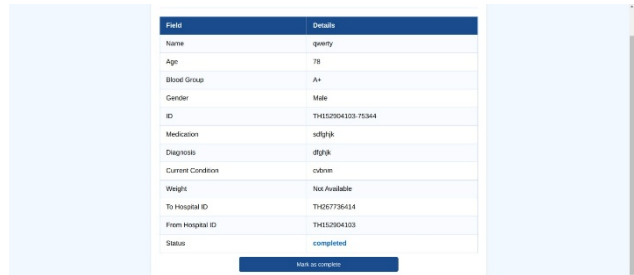 Field Details
Name qwerty
Age 78
Blood Group A+
Gender Male
ID TH152904103-75344
Medication sdfghjk
Diagnosis dfghjk
Current Condition cvbnm
Weight Not Available
To Hospital ID TH267736414
From Hospital ID TH152904103
Status completed
Mark as complete